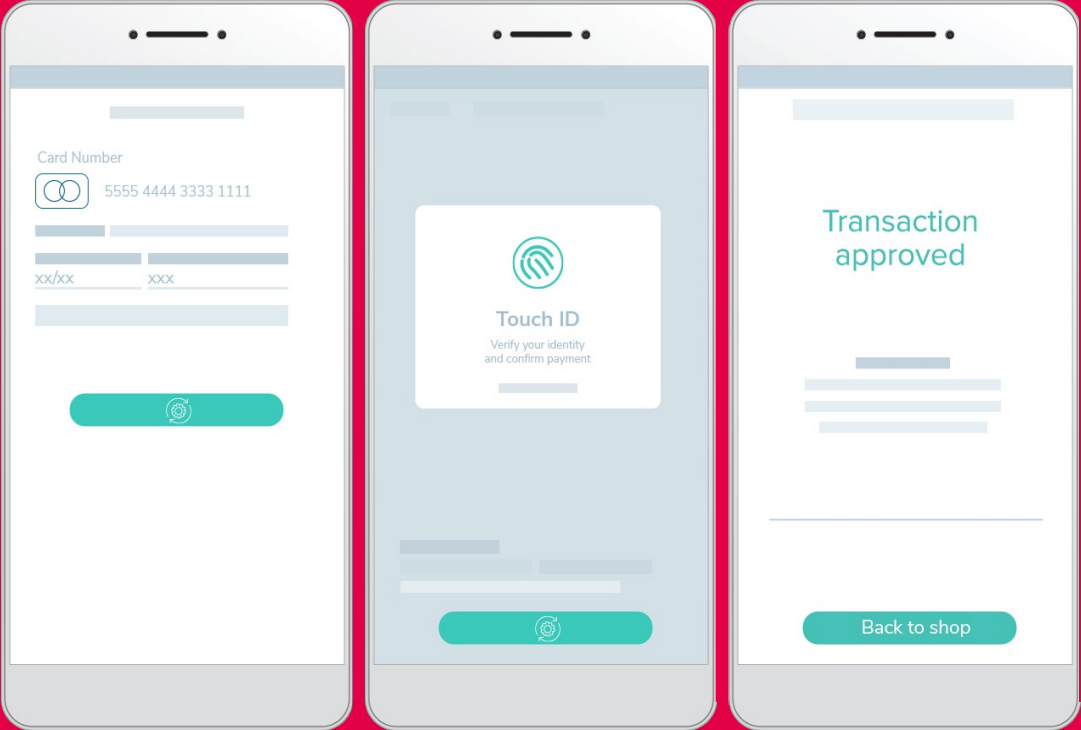 Card Number
5555 4444 3333 1111
xx/xx xxx
Touch ID
Verify your identity
and confirm payment
Transaction
approved
Back to shop